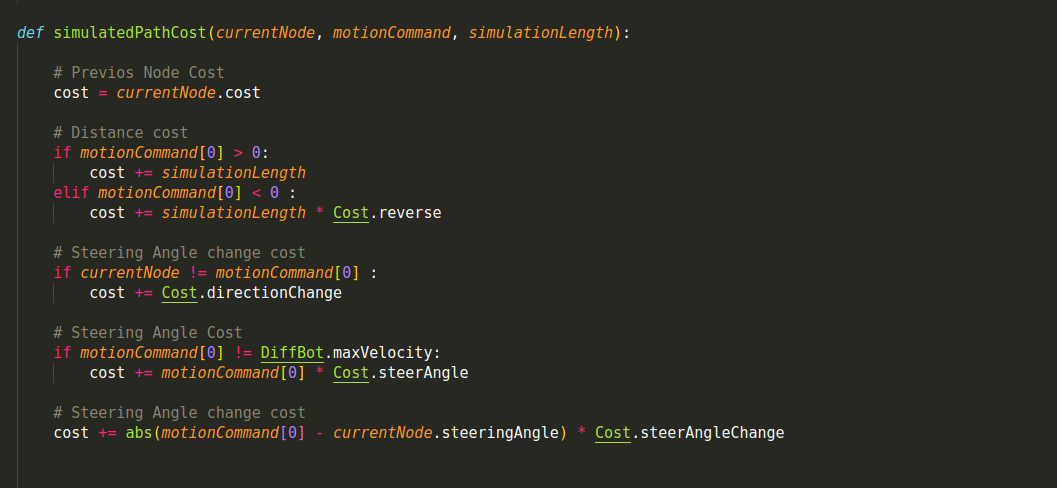 def simulatedPathCost(currentNode, motionCommand, simulationLength):
# Previos Node Cost
cost = currentNode.cost
# Distance cost
if motionCommand[0] > 0:
cost += simulationLength
elif motionCommand[0] < 0 :
cost += simulationLength * Cost.reverse
# Steering Angle change cost
if currentNode != motionCommand[0] :
cost += Cost.directionChange
# Steering Angle Cost
if motionCommand[0] != DiffBot.maxVelocity:
cost += motionCommand[0] * Cost.steerAngle
# Steering Angle change cost
cost += abs(motionCommand[0] - currentNode.steeringAngle) * Cost.steerAngleChange